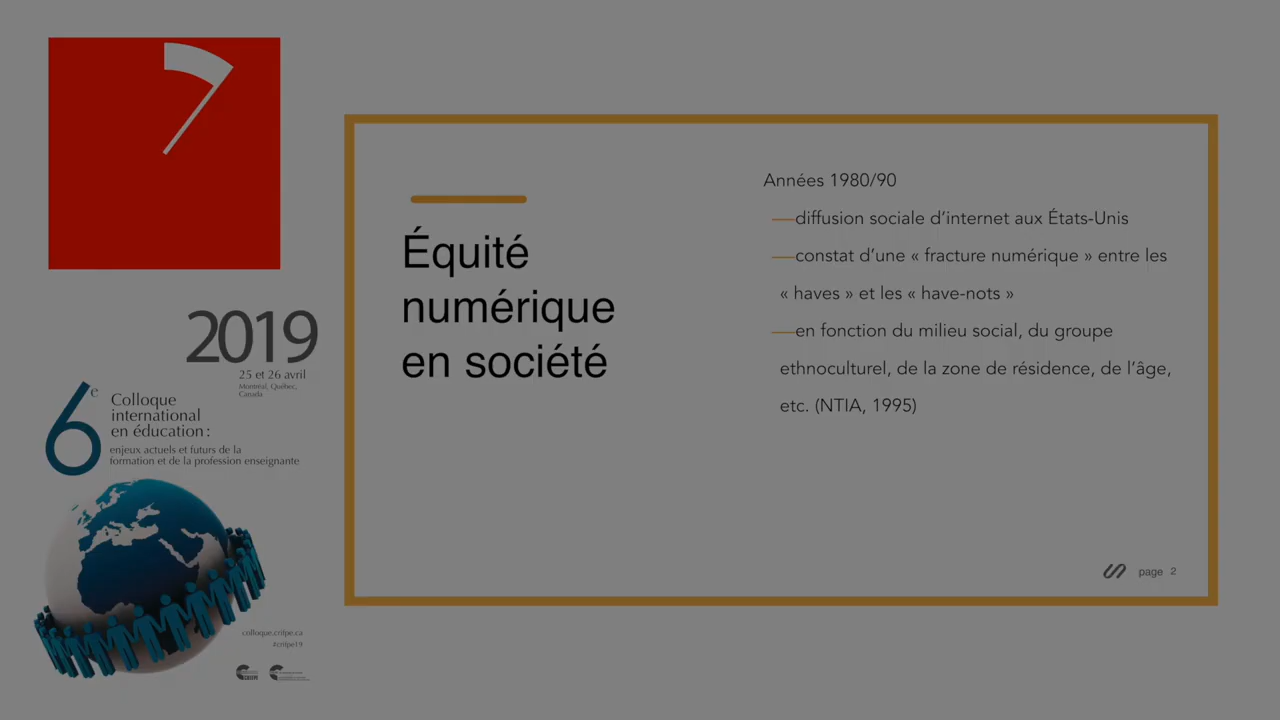 7
2019
25 et 26 avril
Montréal, Québec,
Canada
6e
Colloque
international
en éducation :
enjeux actuels et futurs de la
formation et de la profession enseignante
colloque.crifpe.ca
#crifpe19
CRIFPE
Équité
numérique
en société
Années 1980/90
—diffusion sociale d’internet aux États-Unis
—constat d’une « fracture numérique » entre les
« haves » et les « have-nots »
—en fonction du milieu social, du groupe
ethnoculturel, de la zone de résidence, de l’âge,
etc. (NTIA, 1995)
page 2